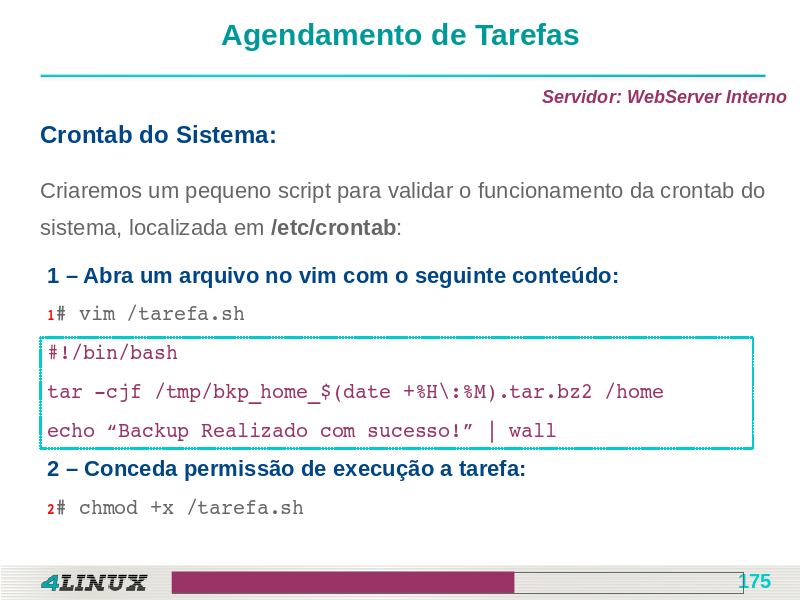 Agendamento de Tarefas
Servidor: WebServer Interno
Crontab do Sistema:
Criaremos um pequeno script para validar o funcionamento da crontab do
sistema, localizada em /etc/crontab:
1 – Abra um arquivo no vim com o seguinte conteúdo:
1# vim /tarefa.sh
#!/bin/bash
tar -cjf /tmp/bkp_home_$(date +%H\:%M).tar.bz2 /home
echo “Backup Realizado com sucesso!” | wall
2 – Conceda permissão de execução a tarefa:
2# chmod +x /tarefa.sh
4LINUX
175